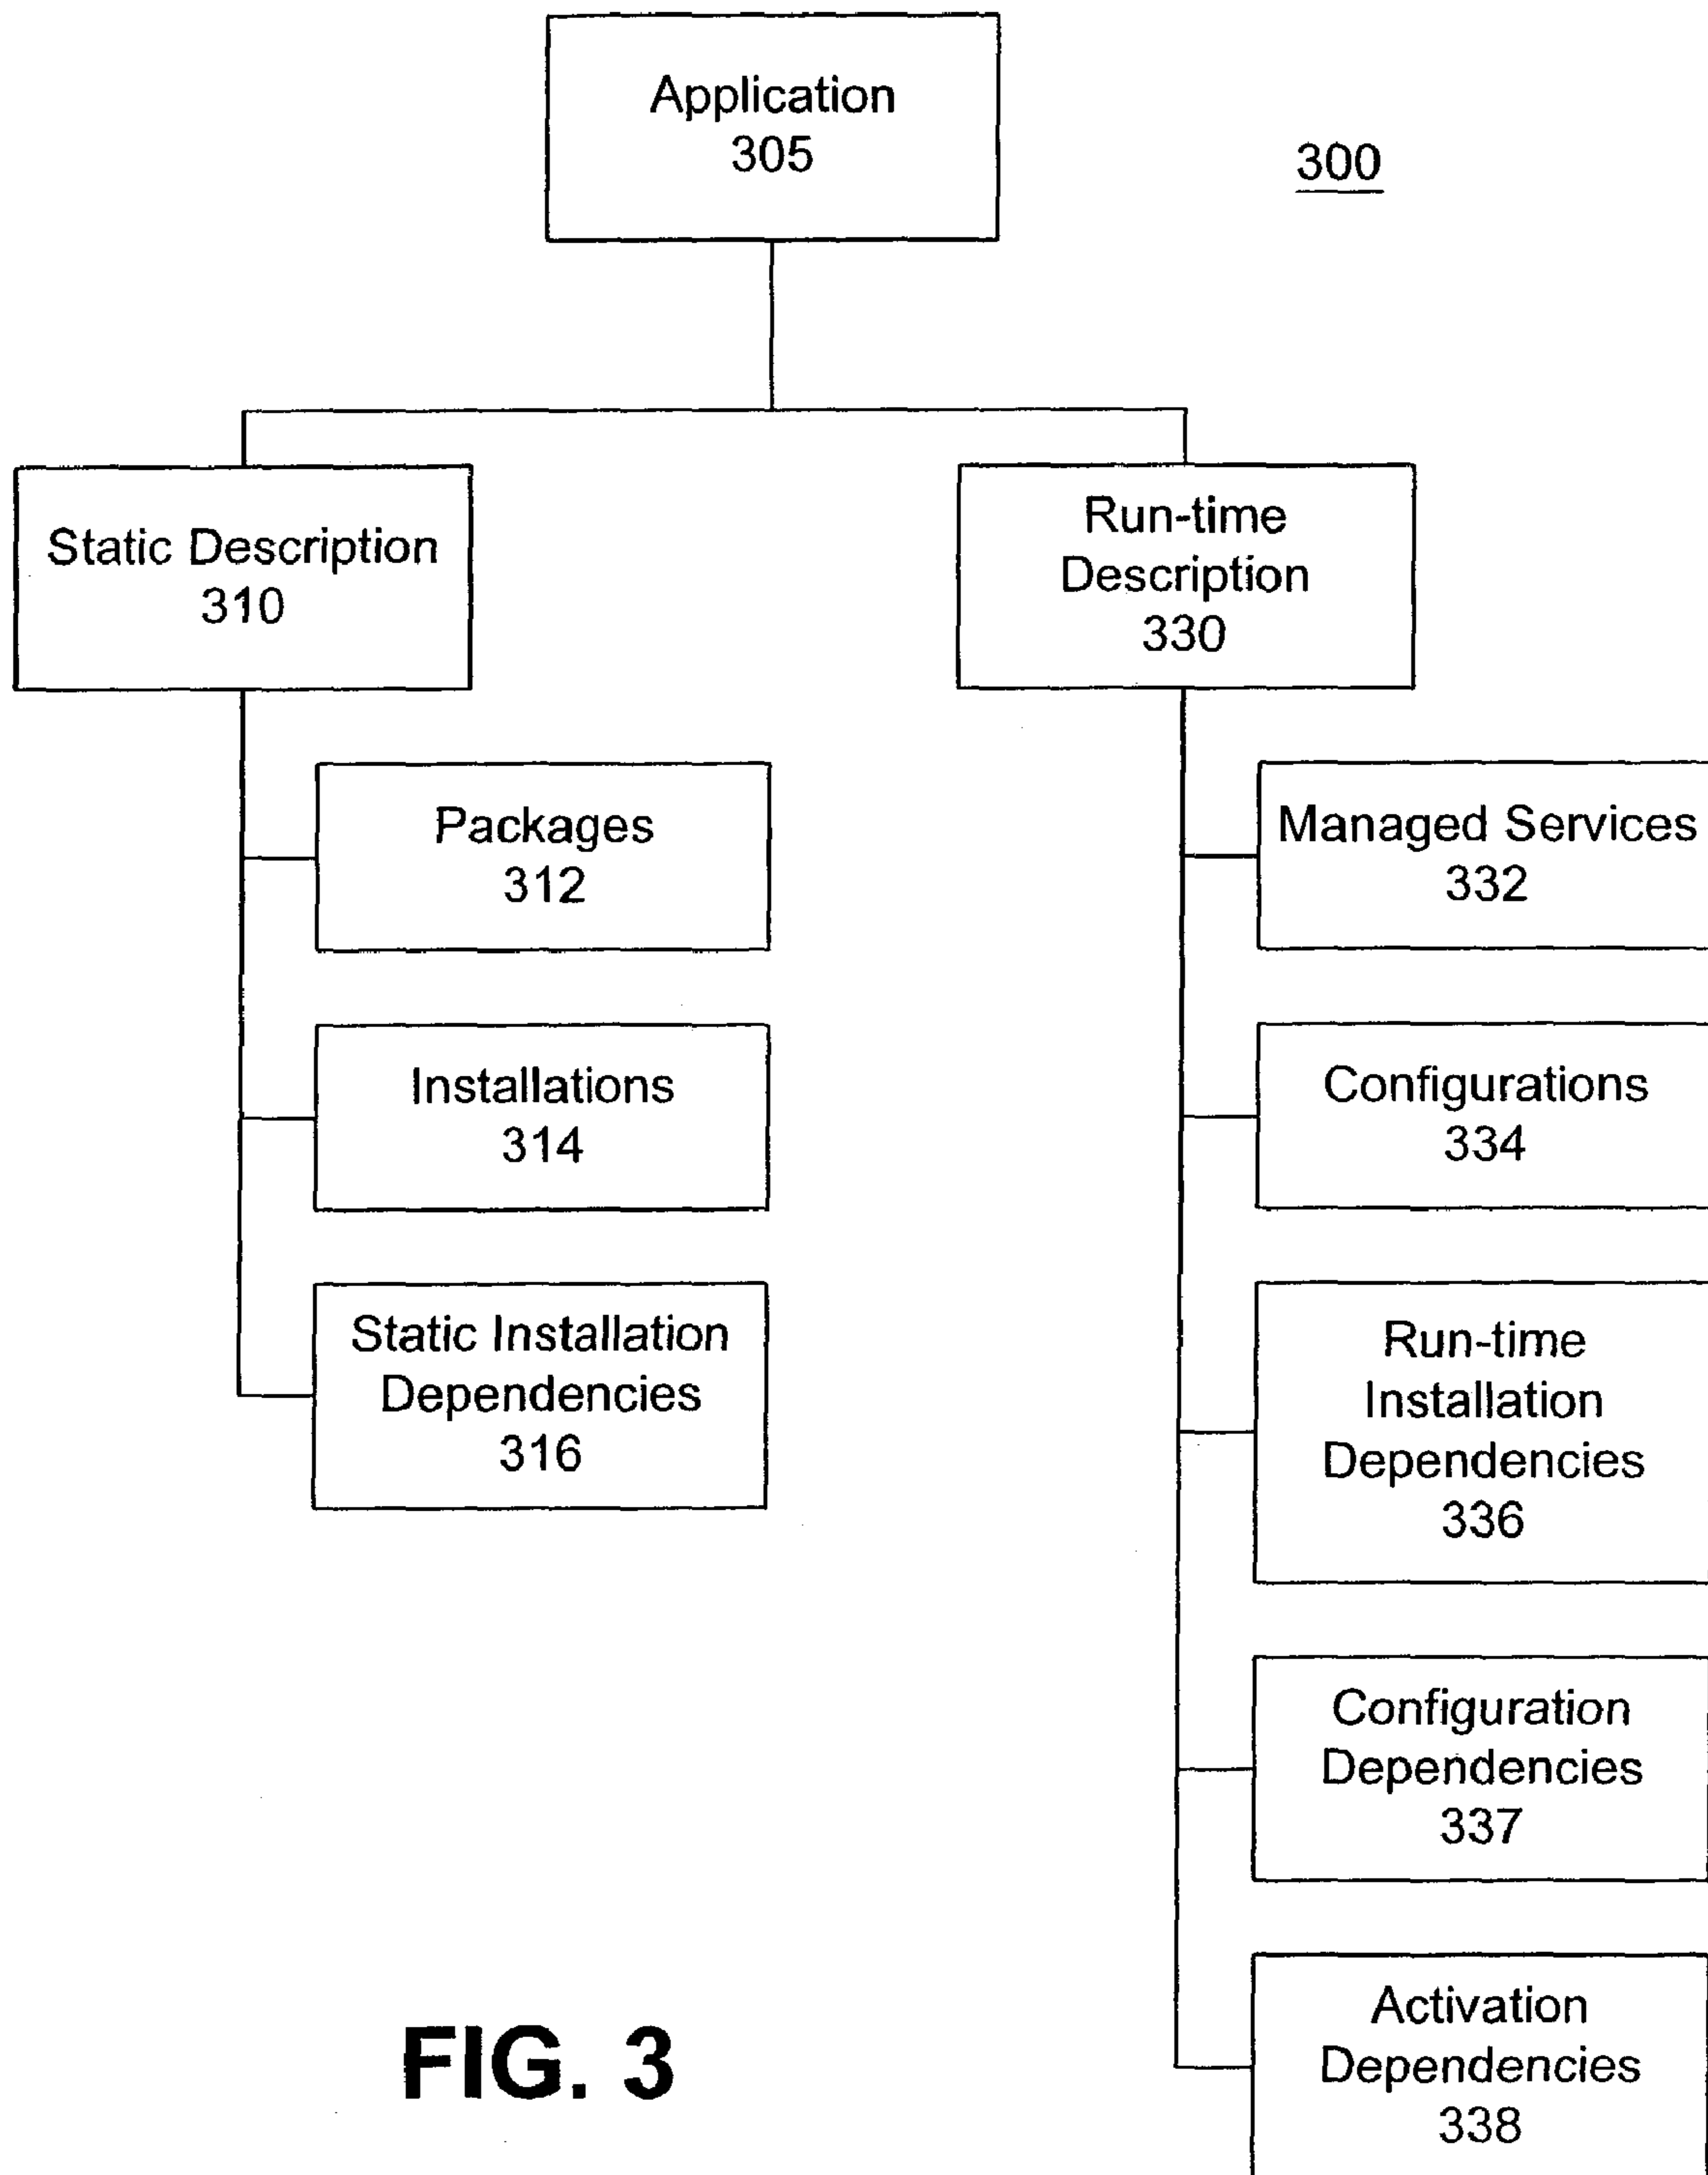 Application
305
300
Static Description
310
Run-time
Description
330
Packages
312
Installations
314
Static Installation
Dependencies
316
Managed Services
332
Configurations
334
Run-time
Installation
Dependencies
336
Configuration
Dependencies
337
Activation
Dependencies
338
FIG. 3